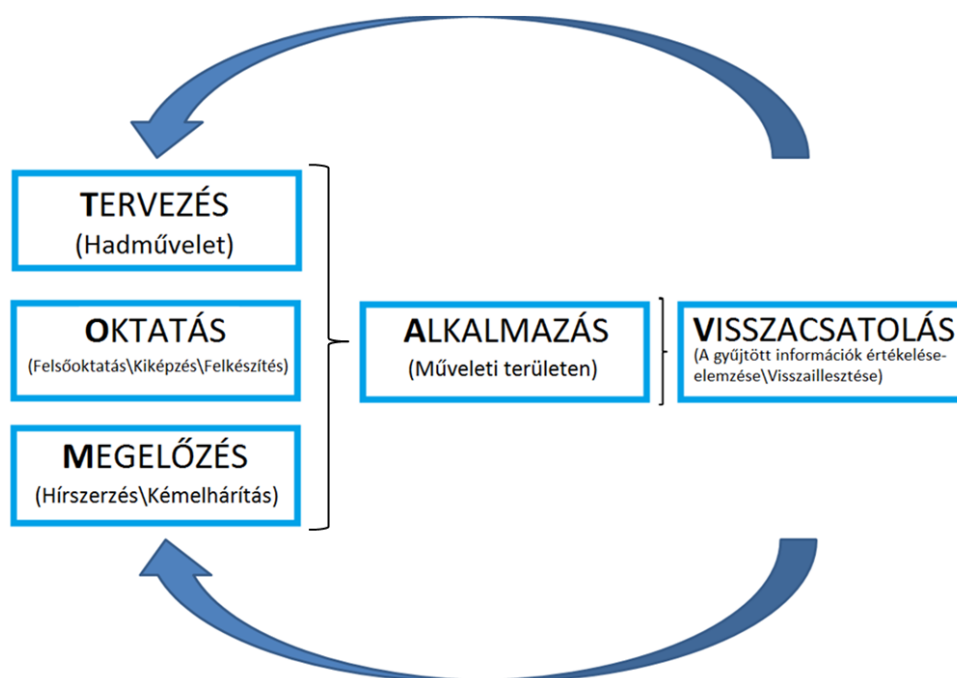 TERVEZÉS
(Hadművelet)
OKTATÁS
(Felsőoktatás\Kiképzés\Felkészítés)
MEGELŐZÉS
(Hírszerzés\Kémelhárítás)
ALKALMAZÁS
(Műveleti területen)
VISSZACSATOLÁS
(A gyűjtött információk értékelése-
elemzése\Visszaillesztése)